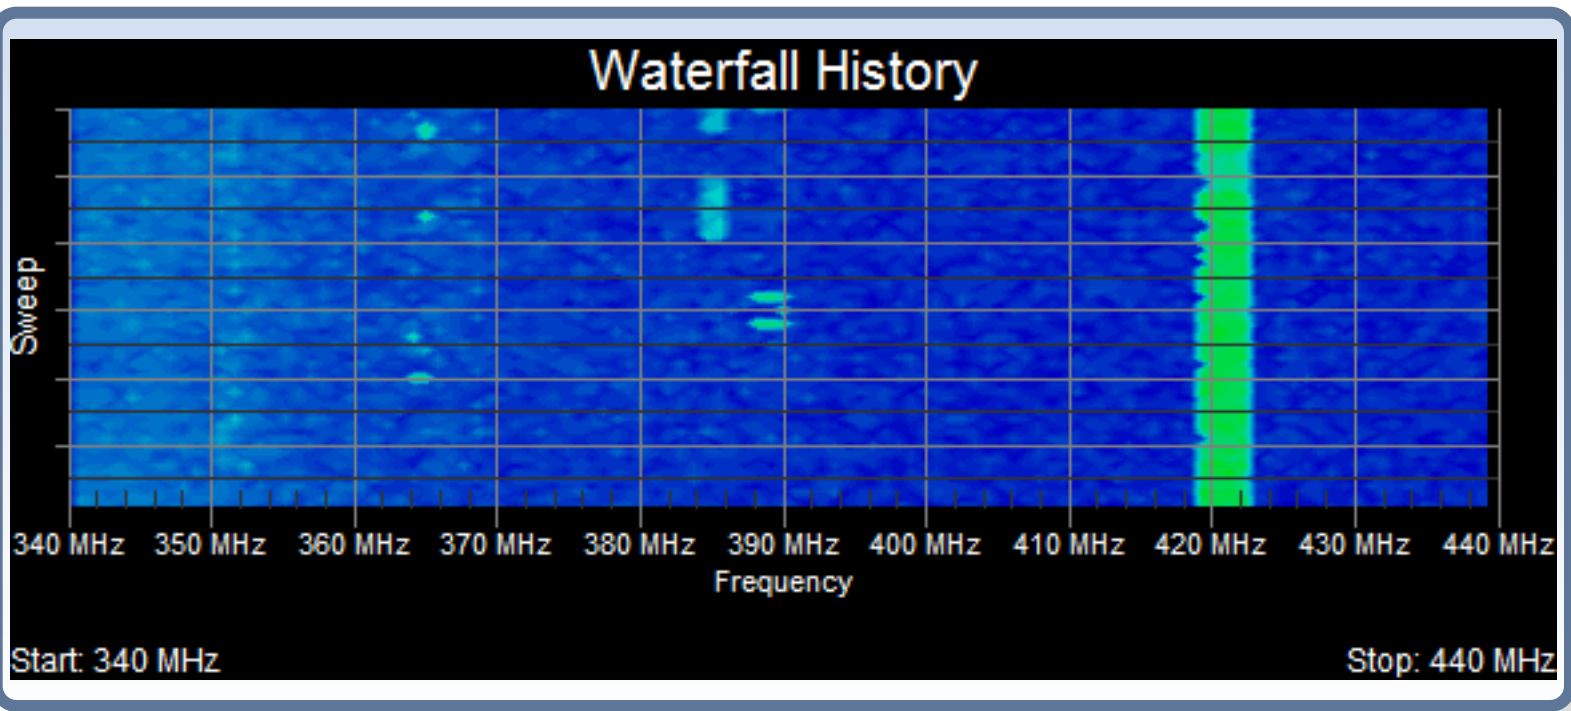 Waterfall History
Sweep
340 MHz 350 MHz 360 MHz 370 MHz 380 MHz 390 MHz 400 MHz 410 MHz 420 MHz 430 MHz 440 MHz
Frequency
Start: 340 MHz Stop: 440 MHz